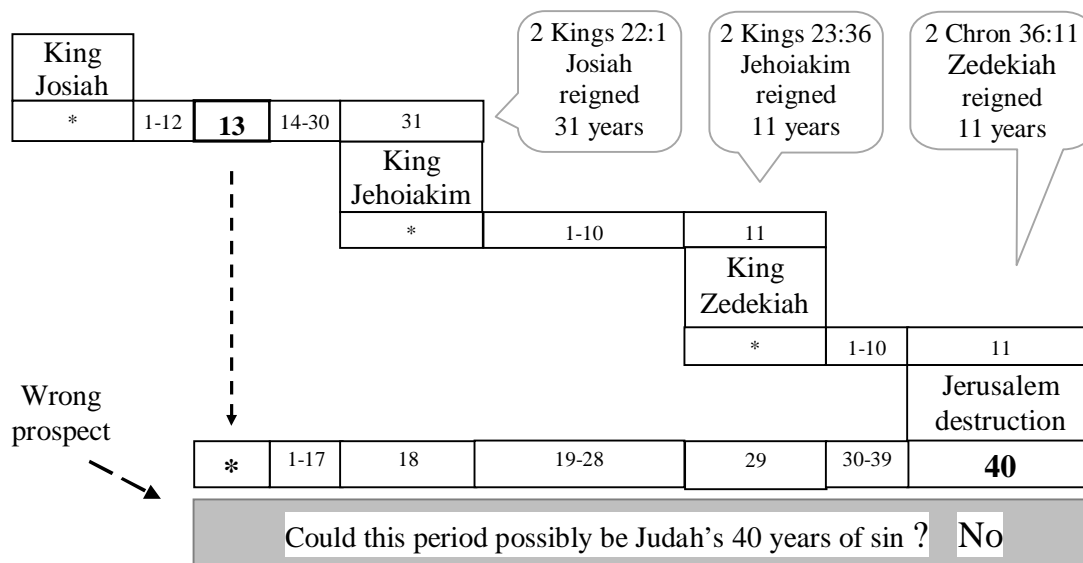 King
Josiah
* 1-12 13 14-30 31
2 Kings 22:1
Josiah
reigned
31 years
2 Kings 23:36
Jehoiakim
reigned
11 years
2 Chron 36:11
Zedekiah
reigned
11 years
King
Jehoiakim
* 1-10 11
King
Zedekiah
* 1-10 11
Jerusalem
destruction
Wrong
prospect
* 1-17 18 19-28 29 30-39 40
Could this period possibly be Judah’s 40 years of sin ? No